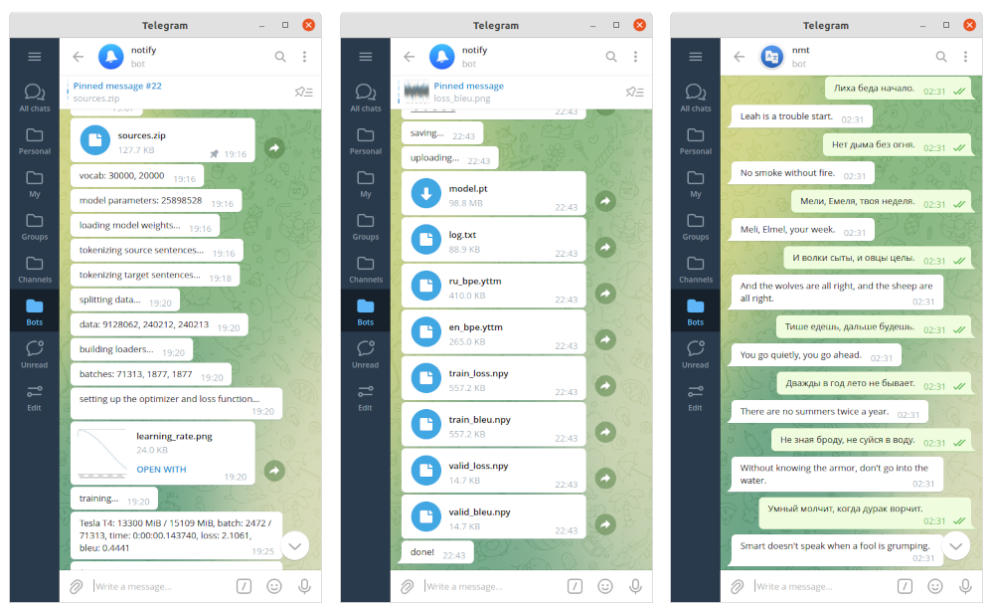 Telegram
notify
bot
Pinned message #22
sources.zip
All chats
Personal
My
Groups
Channels
Bots
Unread
Edit
sources.zip
127.7 KB
19:16
vocab: 30000, 20000 19:16
model parameters: 25898528 19:16
loading model weights... 19:16
tokenizing source sentences... 19:16
tokenizing target sentences... 19:18
splitting data... 19:20
data: 9128062, 240212, 240213 19:20
building loaders... 19:20
batches: 71313, 1877, 1877 19:20
setting up the optimizer and loss function...
19:20
learning_rate.png
24.0 KB
OPEN WITH
19:20
training... 19:20
Tesla T4: 13300 MiB / 15109 MiB, batch: 2472 /
71313, time: 0:00:00.143740, loss: 2.1061,
bleu: 0.4441 19:25
Write a message...
Telegram
notify
bot
Pinned message
loss_bleu.png
All chats
Personal
My
Groups
Channels
Bots
Unread
Edit
22:43
saving... 22:43
uploading... 22:43
model.pt
98.8 MB
22:43
log.txt
88.9 KB
22:43
ru_bpe.yttm
410.0 KB
22:43
en_bpe.yttm
265.0 KB
22:43
train_loss.npy
557.2 KB
22:43
train_bleu.npy
557.2 KB
22:43
valid_loss.npy
14.7 KB
22:43
valid_bleu.npy
14.7 KB
22:43
done! 22:43
Write a message...
Telegram
nmt
bot
All chats
Personal
My
Groups
Channels
Bots
Unread
Edit
Лиха беда начало. 02:31
Leah is a trouble start. 02:31
Нет дыма без огня. 02:31
No smoke without fire. 02:31
Мели, Емеля, твоя неделя. 02:31
Meli, Elmel, your week. 02:31
И волки сыты, и овцы целы. 02:31
And the wolves are all right, and the sheep are
all right. 02:31
Тише едешь, дальше будешь. 02:31
You go quietly, you go ahead. 02:31
Дважды в год лето не бывает. 02:31
There are no summers twice a year. 02:31
Не зная броду, не суйся в воду. 02:31
Without knowing the armor, don't go into the
water. 02:31
Умный молчит, когда дурак ворчит.
02:31
Smart doesn't speak when a fool is grumping.
02:31
Write a message...